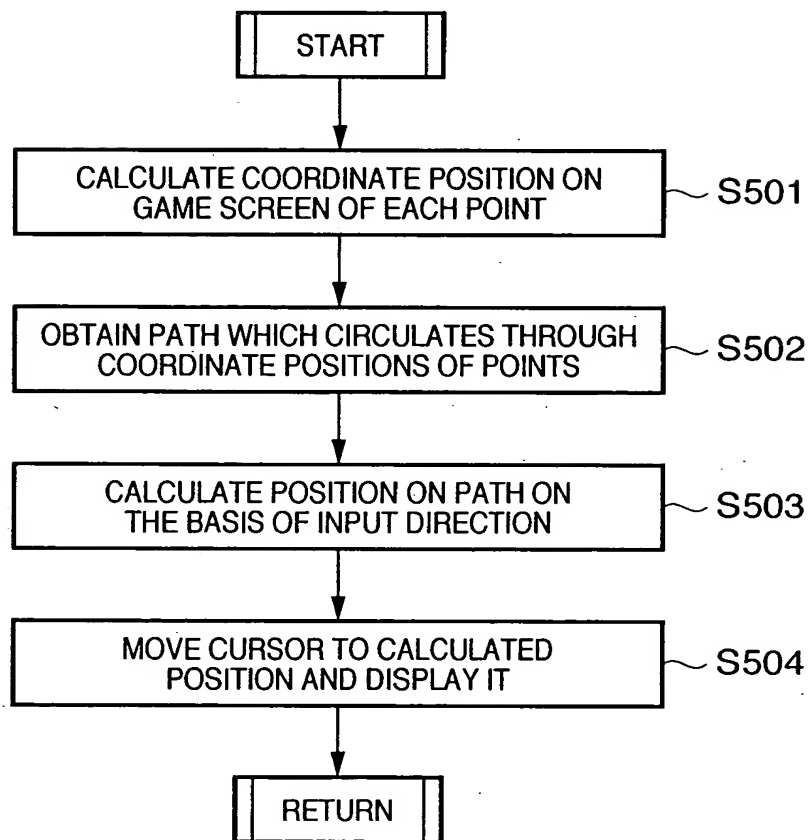 START
CALCULATE COORDINATE POSITION ON
GAME SCREEN OF EACH POINT
S501
OBTAIN PATH WHICH CIRCULATES THROUGH
COORDINATE POSITIONS OF POINTS
S502
CALCULATE POSITION ON PATH ON
THE BASIS OF INPUT DIRECTION
S503
MOVE CURSOR TO CALCULATED
POSITION AND DISPLAY IT
S504
RETURN